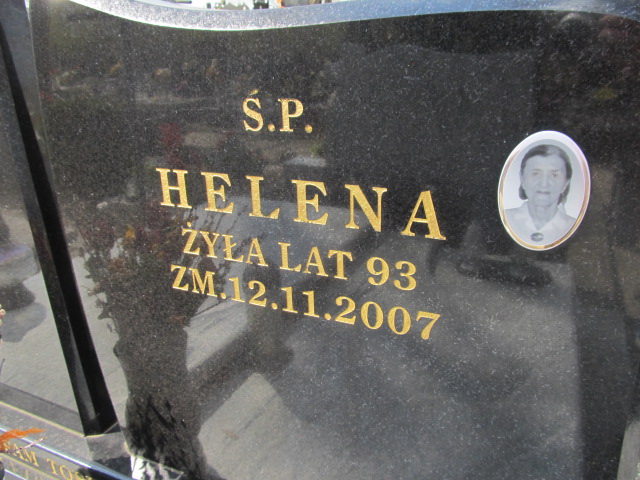 Ś.P.
HELENA
ŻYŁA LAT 93
ZM.12.11.2007